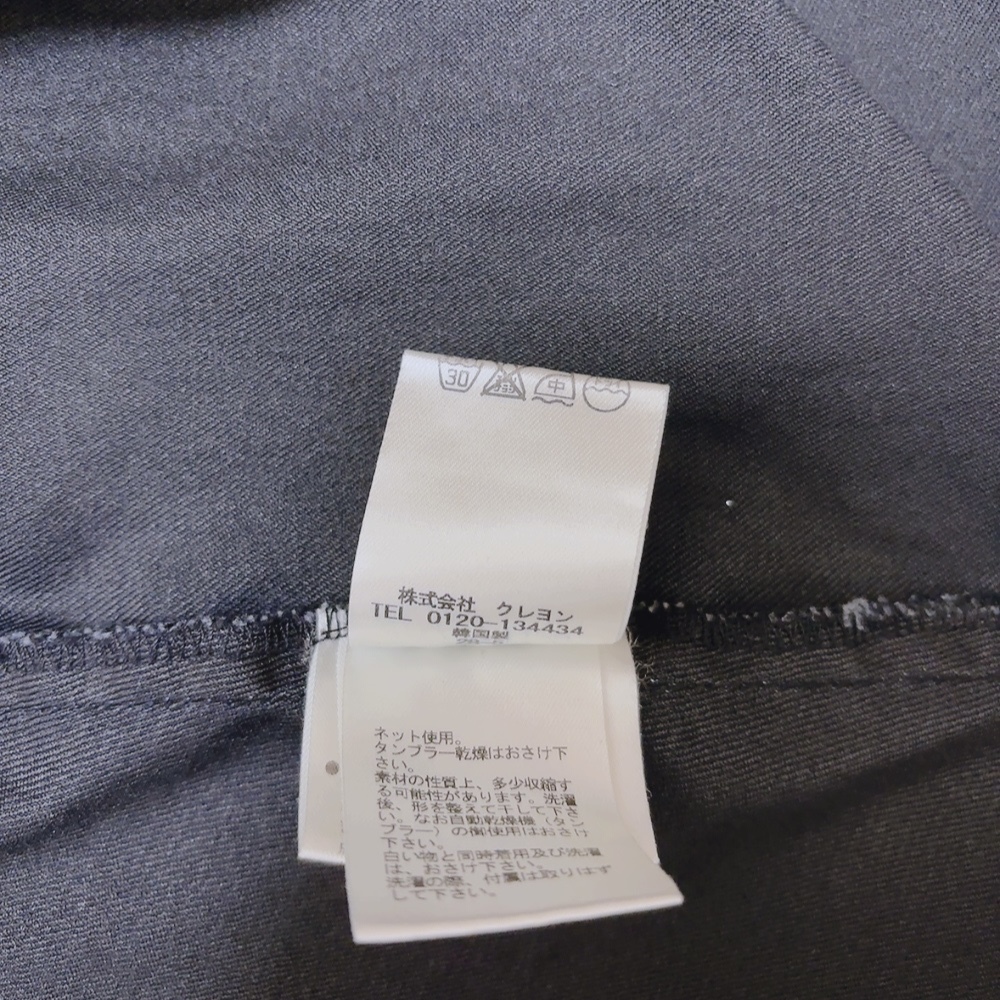 30
中
株式会社 クレヨン
TEL 0120-134434
韓国製
ネット使用。
タンブラー乾燥はおさけ下
さい。
素材の性質上、多少収縮す
る可能性があります。洗濯
後、形を整えて干して下さ
い。なお自動乾燥機(タン
ブラー)の御使用はおさけ
下さい。
白い物と同時着用及び洗濯
は、おさけ下さい。
洗濯の際、付属は取りはず
して下さい。